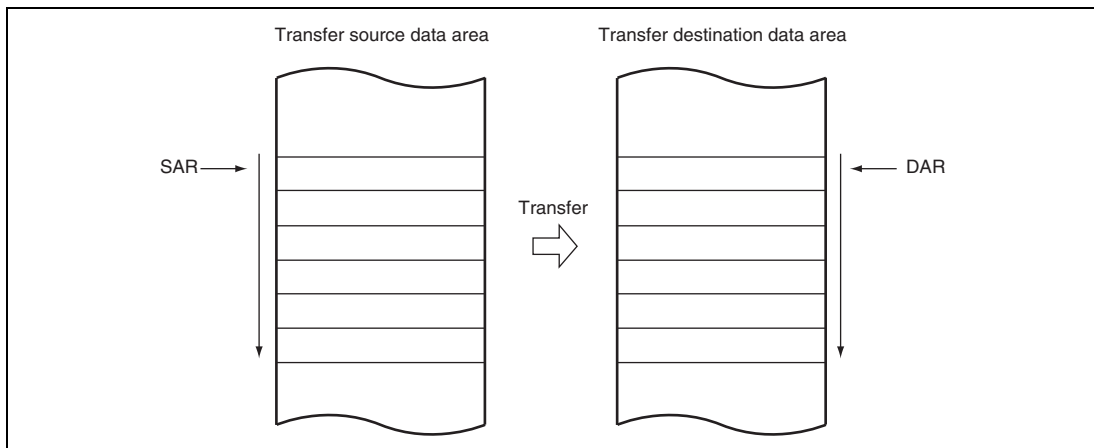 Transfer source data area
Transfer destination data area
SAR
DAR
Transfer